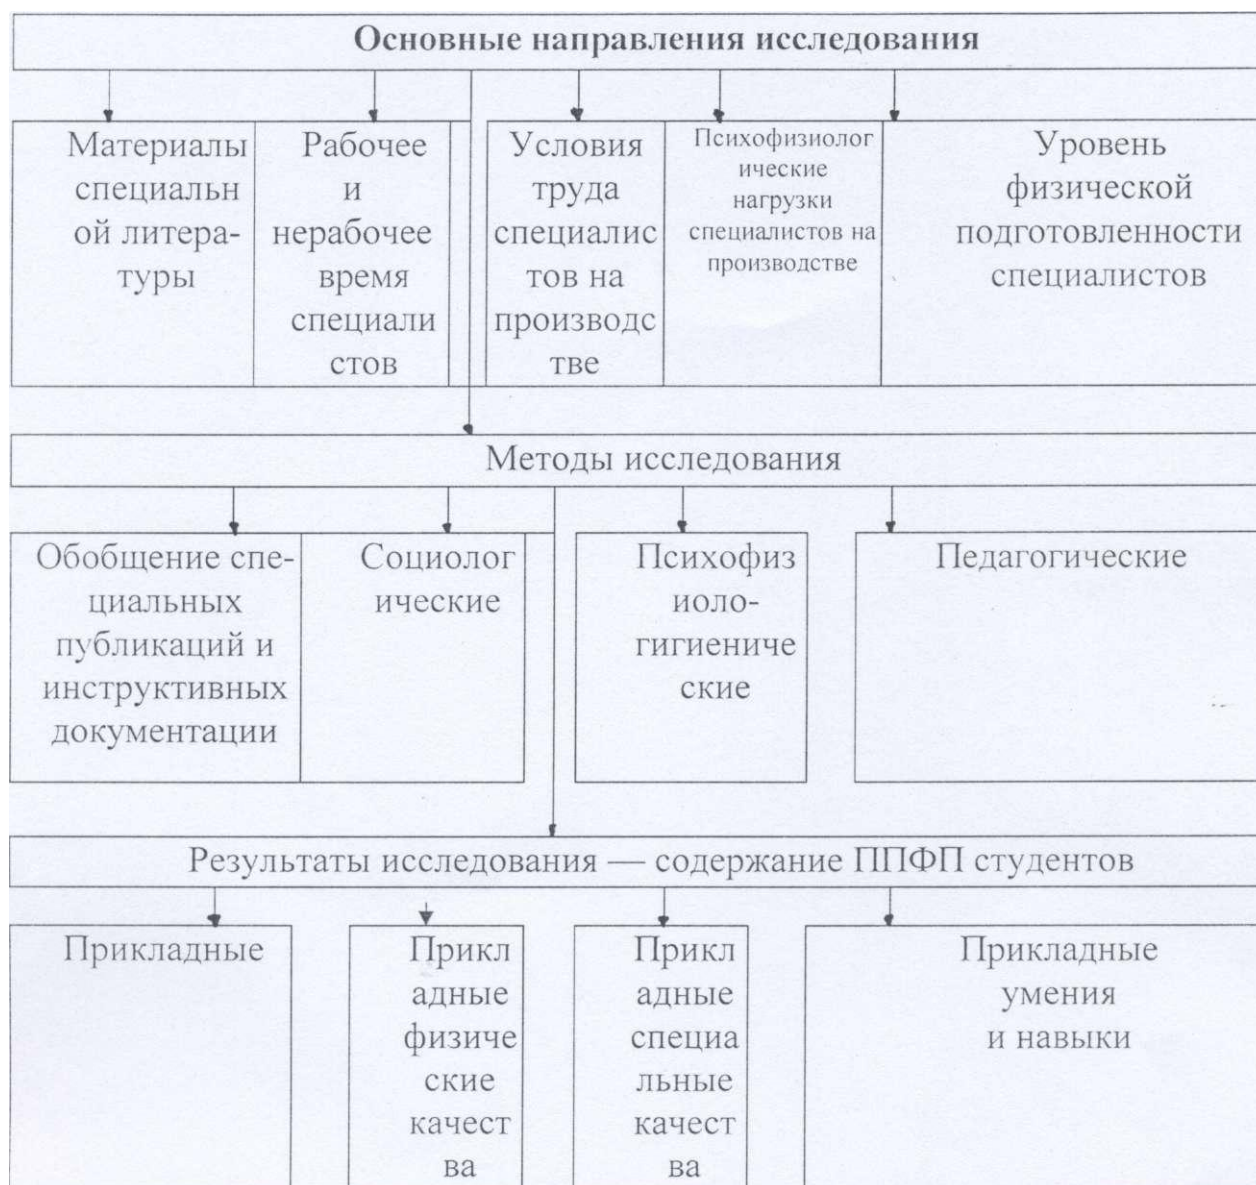 Основные направления исследования
Материалы
специальн
ой литера-
туры
Рабочее
и
нерабочее
время
специали
стов
Условия
труда
специалис
тов на
производс
тве
Психофизиолог
ические
нагрузки
специалистов на
производстве
Уровень
физической
подготовленности
специалистов
Методы исследования
Обобщение спе-
циальных
публикаций и
инструктивных
документации
Социолог
ические
Психофиз
иоло-
гигиениче
ские
Педагогические
Результаты исследования — содержание ППФП студентов
Прикладные
Прикл
адные
физиче
ские
качест
ва
Прикл
адные
специа
льные
качест
ва
Прикладные
умения
и навыки